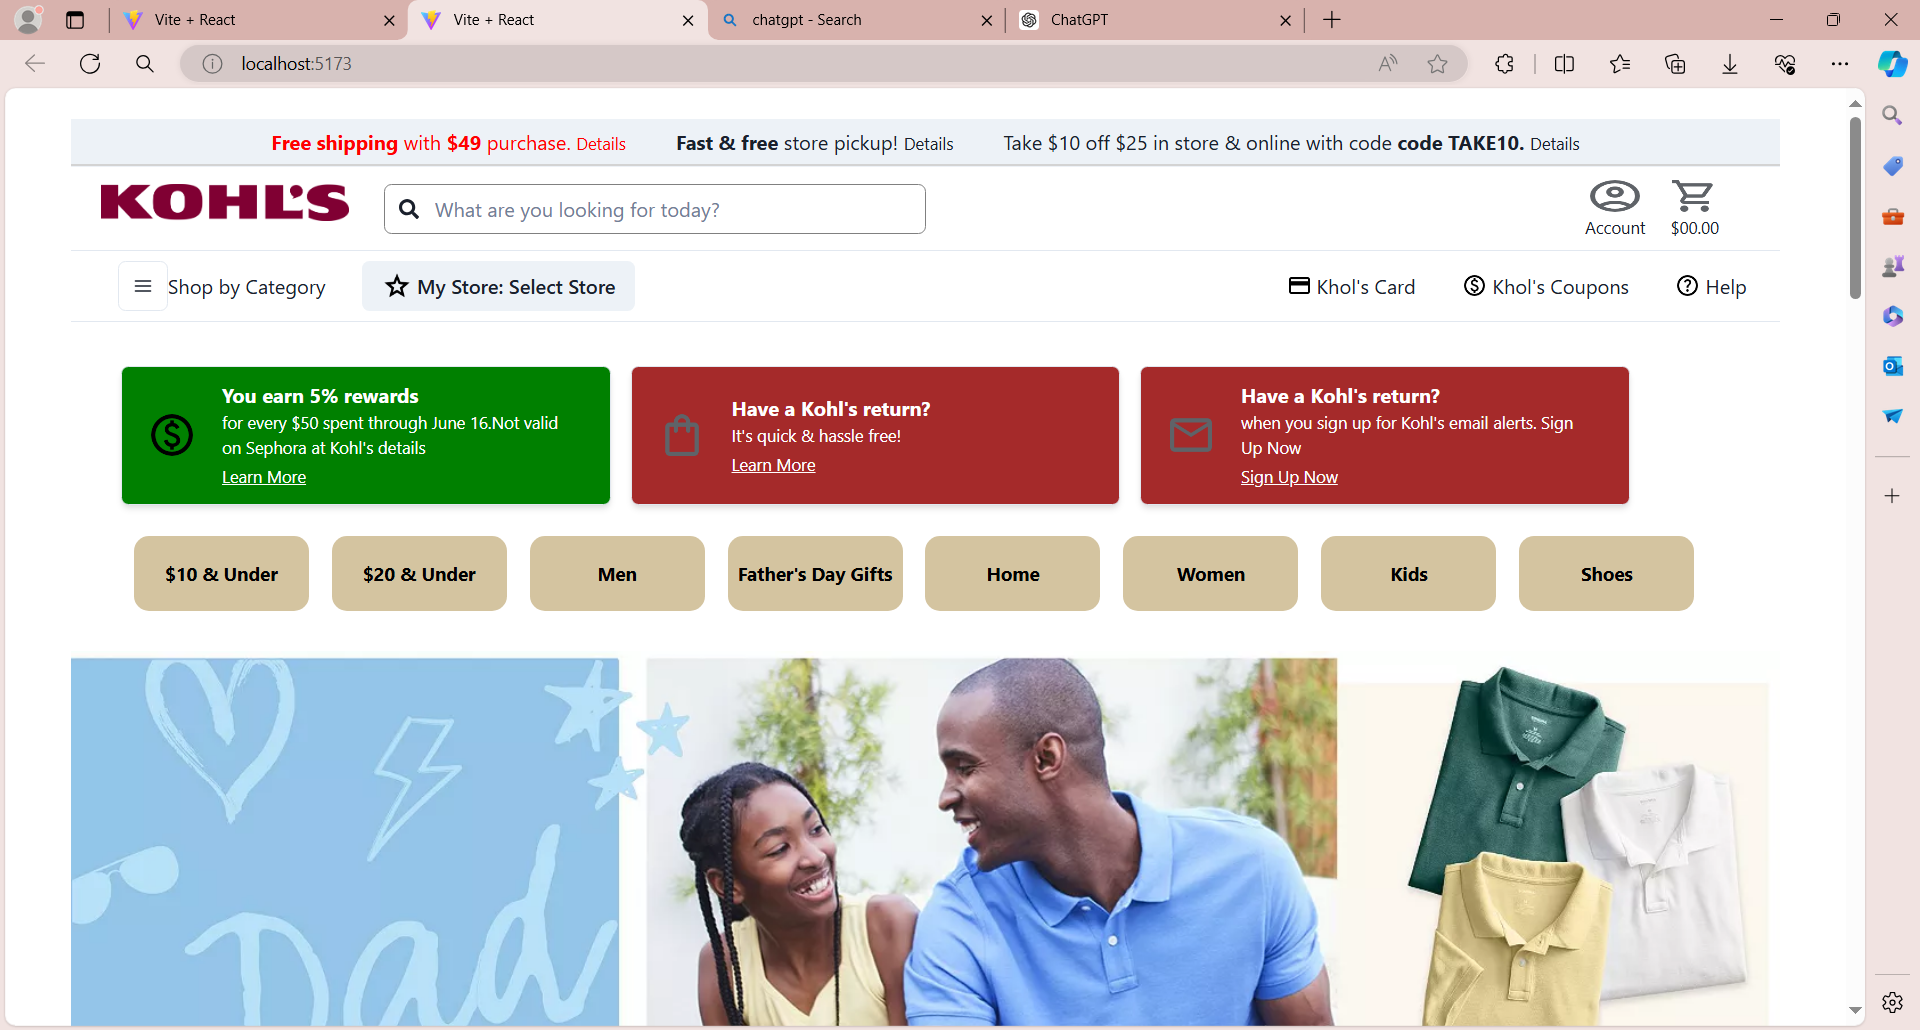 Vite + React
Vite + React
chatgpt - Search
ChatGPT
localhost:5173
Free shipping with $49 purchase. Details
Fast & free store pickup! Details
Take $10 off $25 in store & online with code code TAKE10. Details
KOHL'S
What are you looking for today?
Account
$00.00
Shop by Category
My Store: Select Store
Khol's Card
Khol's Coupons
Help
You earn 5% rewards
for every $50 spent through June 16.Not valid
on Sephora at Kohl's details
Learn More
Have a Kohl's return?
It's quick & hassle free!
Learn More
Have a Kohl's return?
when you sign up for Kohl's email alerts. Sign
Up Now
Sign Up Now
$10 & Under
$20 & Under
Men
Father's Day Gifts
Home
Women
Kids
Shoes
Dad